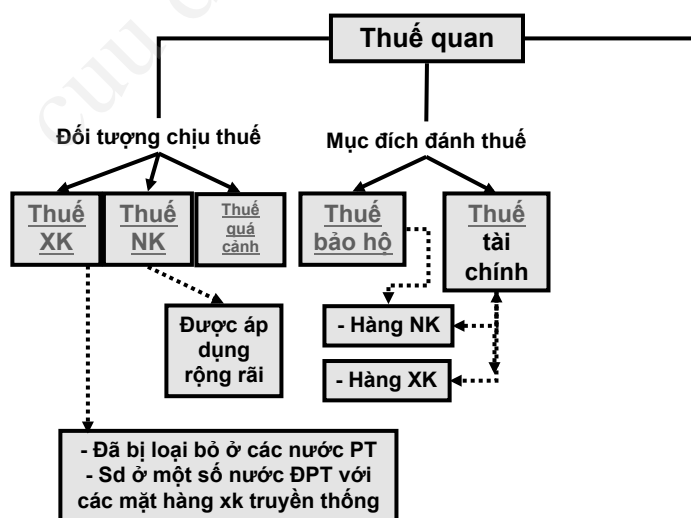 Thuế quan
Đối tượng chịu thuế
Mục đích đánh thuế
Thuế
XK
Thuế
NK
Thuế
quá
cảnh
Thuế
bảo hộ
Thuế
tài
chính
Được áp
dụng
rộng rãi
- Hàng NK
- Hàng XK
- Đã bị loại bỏ ở các nước PT
- Sd ở một số nước ĐPT với
các mặt hàng xk truyền thống
cuu